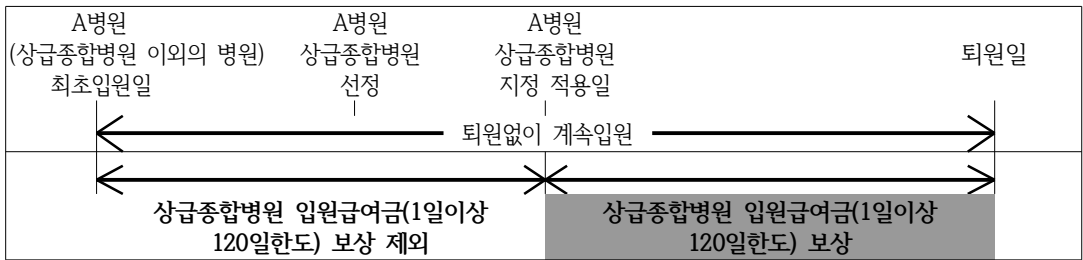 A병원
(상급종합병원 이외의 병원)
최초입원일
A병원
상급종합병원
선정
A병원
상급종합병원
지정 적용일
퇴원일
퇴원없이 계속입원
상급종합병원 입원급여금(1일이상
120일한도) 보상 제외
상급종합병원 입원급여금(1일이상
120일한도) 보상